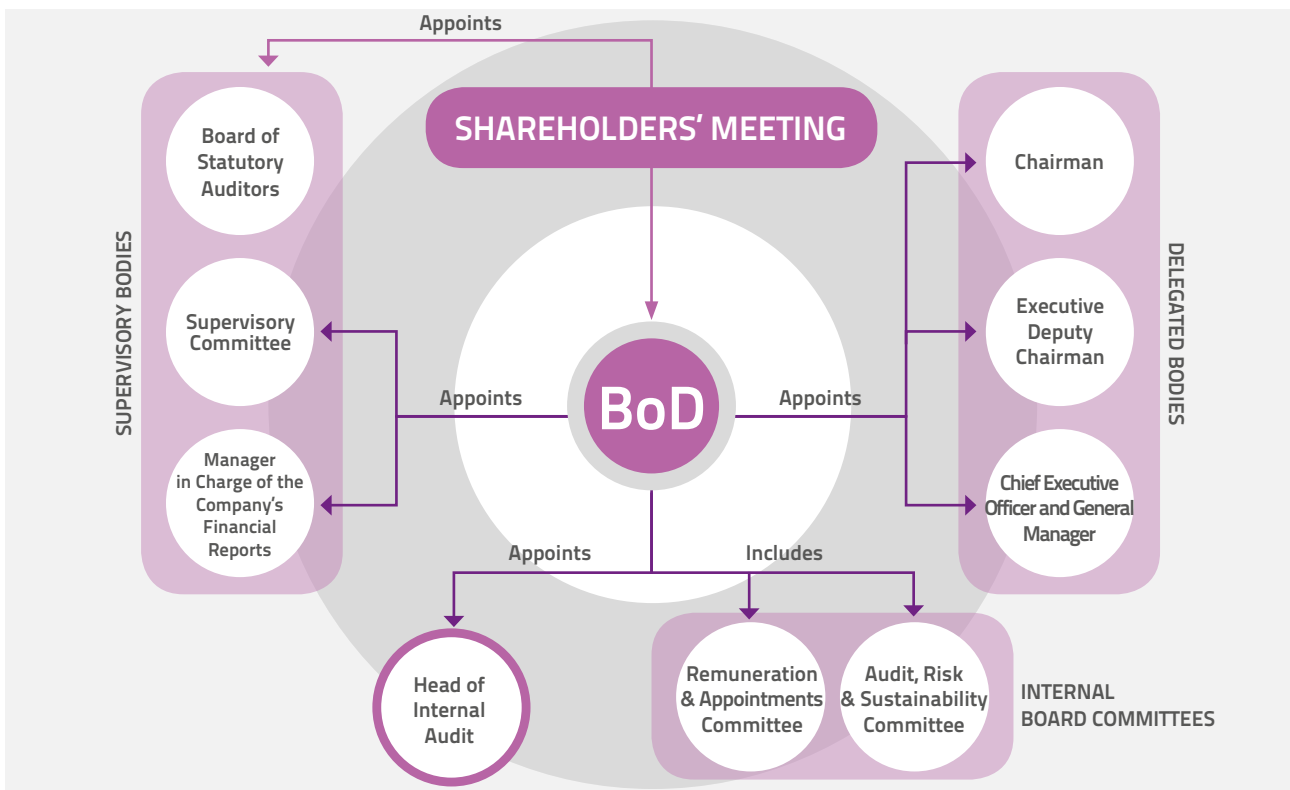 Appoints
SHAREHOLDERS’ MEETING
SUPERVISORY BODIES
Board of
Statutory
Auditors
Supervisory
Committee
Manager
in Charge of the
Company’s
Financial
Reports
Appoints
BoD
Appoints
Chairman
Executive
Deputy
Chairman
Chief Executive
Officer and General
Manager
DELEGATED BODIES
Appoints
Includes
Head of
Internal
Audit
Remuneration
& Appointments
Committee
Audit, Risk
& Sustainability
Committee
INTERNAL
BOARD COMMITTEES